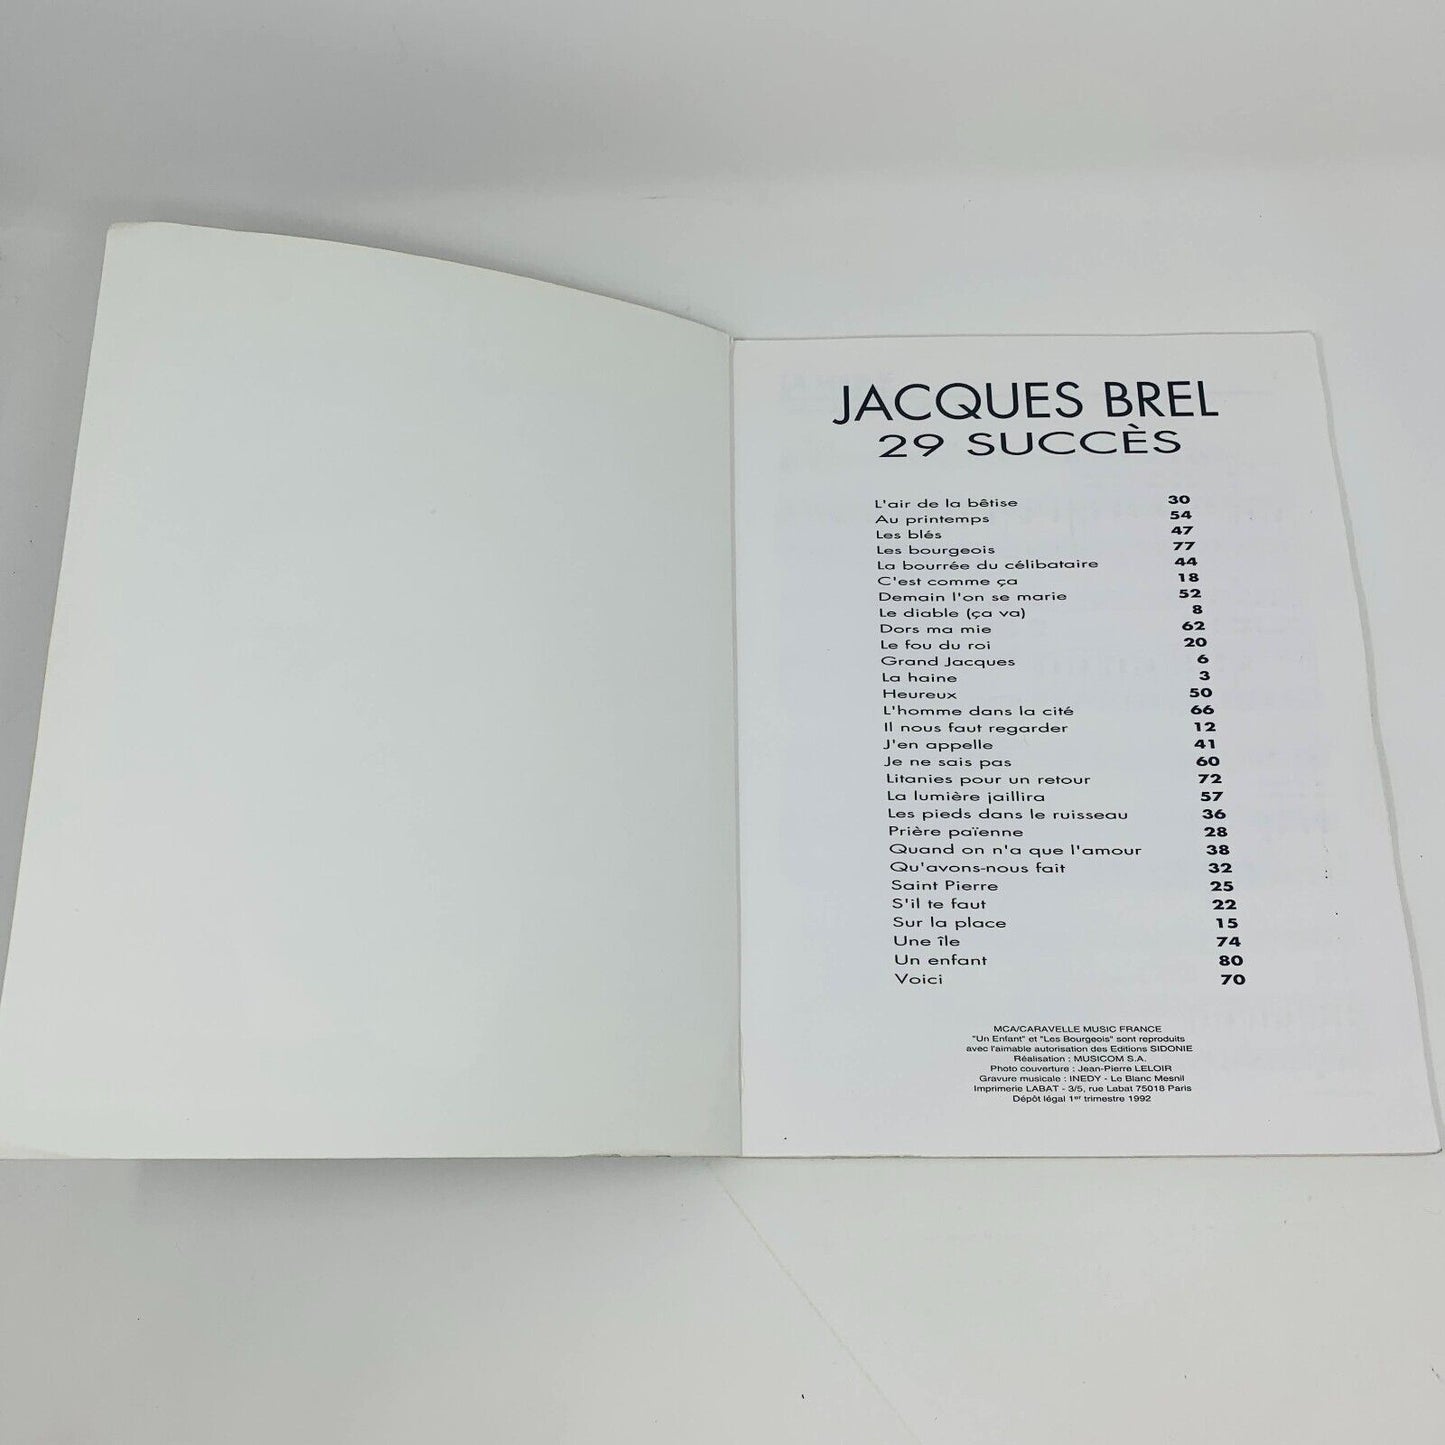 JACQUES BREL
29 SUCCÈS
L'air de la bêtise 30
Au printemps 54
Les blés 47
Les bourgeois 77
La bourrée du célibataire 44
C'est comme ça 18
Demain l'on se marie 52
Le diable (ça va) 8
Dors ma mie 62
Le fou du roi 20
Grand Jacques 6
La haine 3
Heureux 50
L'homme dans la cité 66
Il nous faut regarder 12
J'en appelle 41
Je ne sais pas 60
Litanies pour un retour 72
La lumière jaillira 57
Les pieds dans le ruisseau 36
Prière païenne 28
Quand on n'a que l'amour 38
Qu'avons-nous fait 32
Saint Pierre 25
S'il te faut 22
Sur la place 15
Une île 74
Un enfant 80
Voici 70
MCA/CARAVELLE MUSIC FRANCE
"Un Enfant" et "Les Bourgeois" sont reproduits
avec l'aimable autorisation des Editions SIDONIE
Réalisation : MUSICOM S.A.
Photo couverture : Jean-Pierre LELOIR
Gravure musicale : INEDY - Le Blanc Mesnil
Imprimerie LABAT - 3/5, rue Labat 75018 Paris
Dépôt légal 1er trimestre 1992